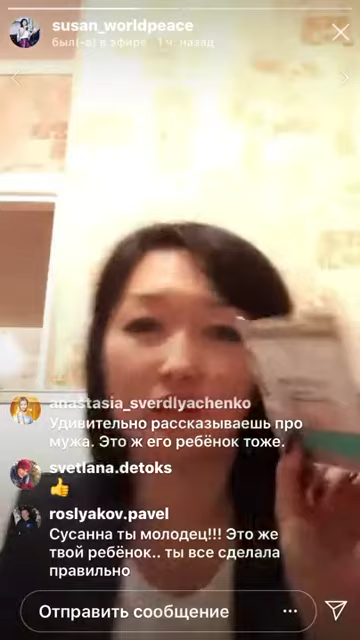 susan_worldpeace
был(-а) в эфире · 1 ч. назад
anastasia_sverdlyachenko
Удивительно рассказываешь про
мужа. Это ж его ребёнок тоже.
svetlana.detoks
👍
roslyakov.pavel
Сусанна ты молодец!!! Это же
твой ребёнок.. ты все сделала
правильно
Отправить сообщение